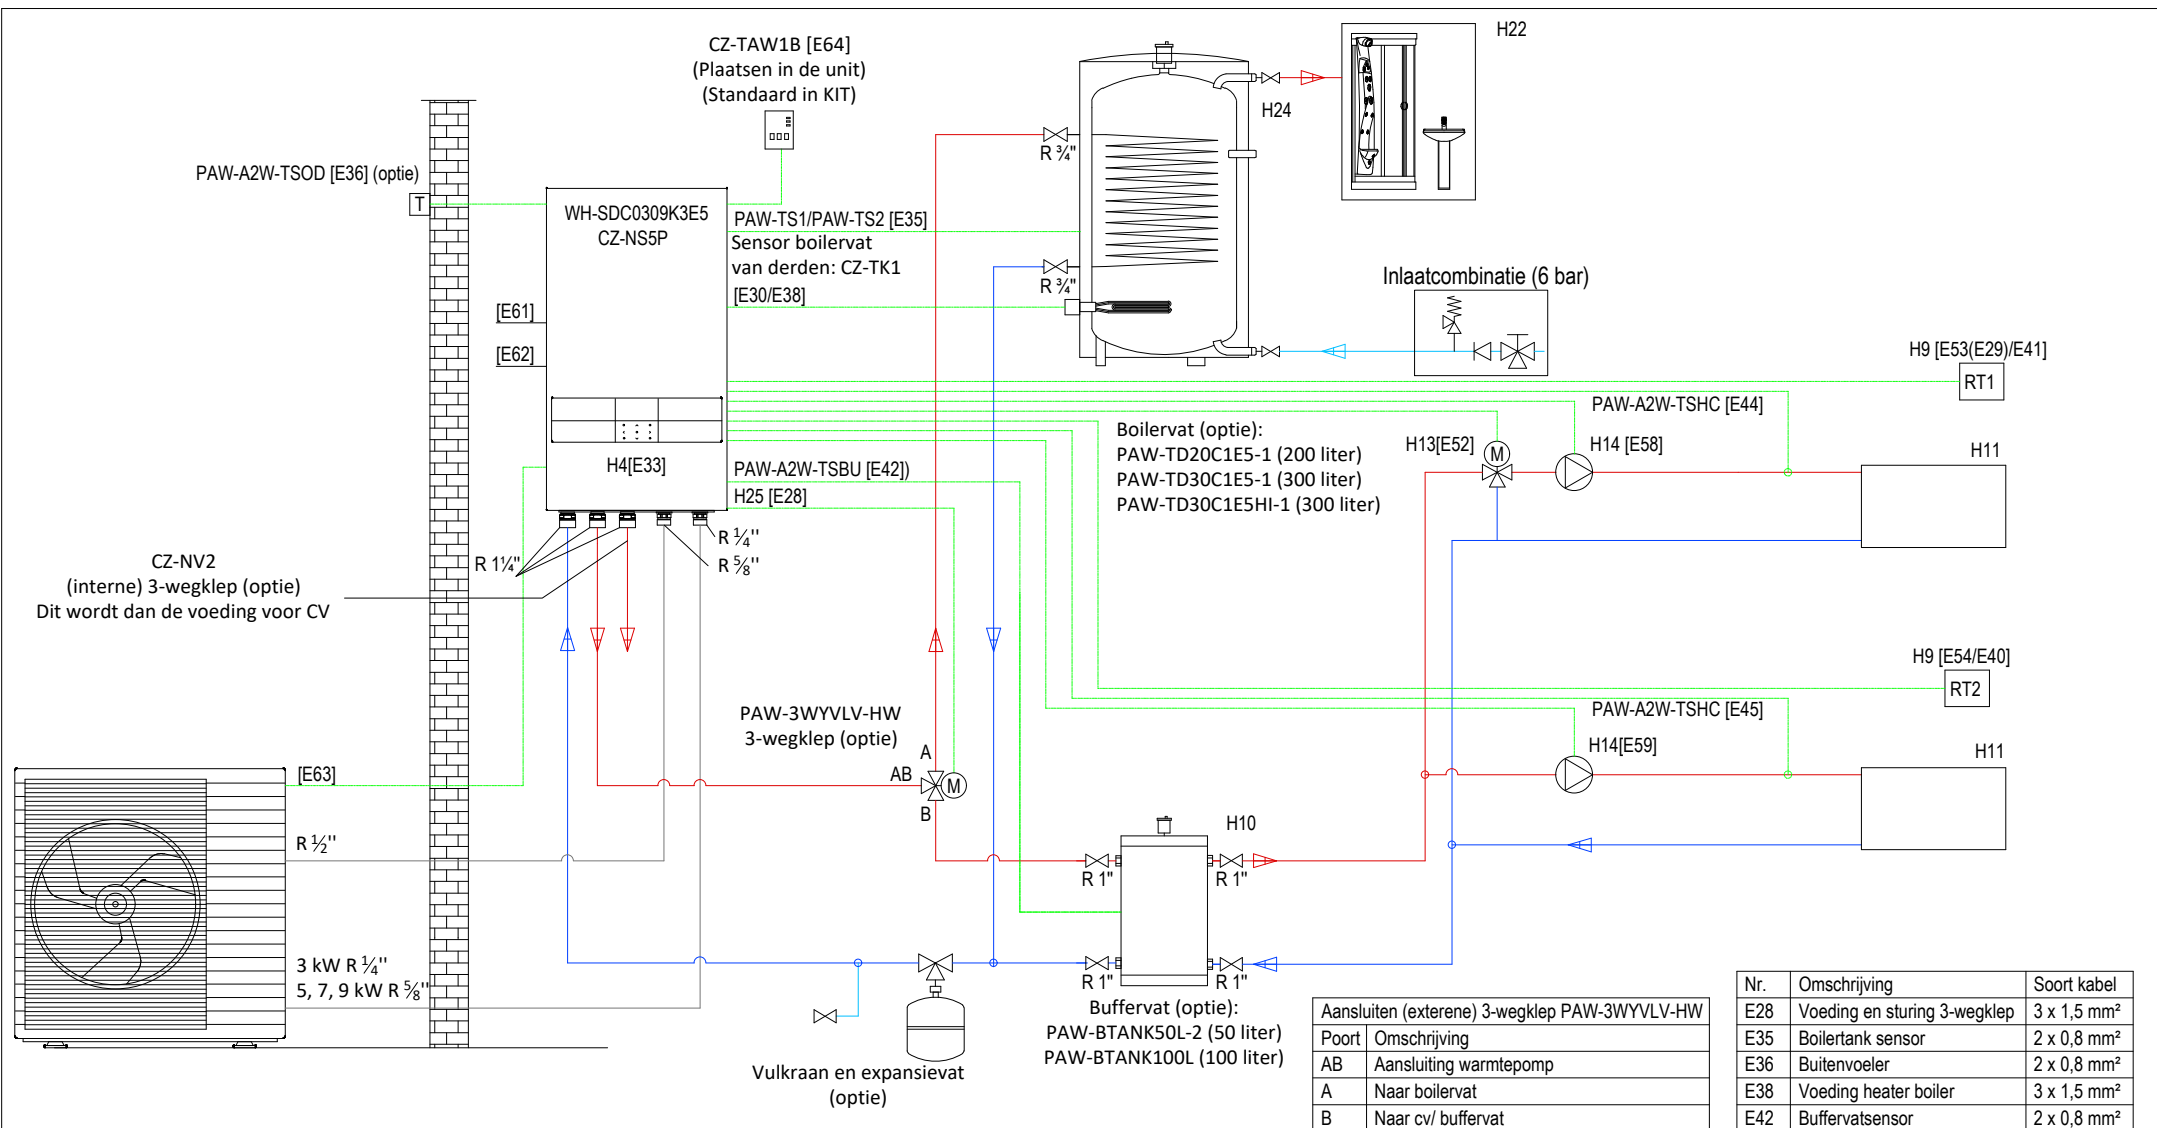 CZ-TAW1B [E64]
(Plaatsen in de unit)
(Standaard in KIT)
H22
H24
R ¾"
PAW-A2W-TSOD [E36] (optie)
T
WH-SDC0309K3E5
CZ-NS5P
PAW-TS1/PAW-TS2 [E35]
Sensor boilervat
van derden: CZ-TK1
R ¾"
[E30/E38]
Inlaatcombinatie (6 bar)
[E61]
[E62]
H9 [E53(E29)/E41]
RT1
PAW-A2W-TSHC [E44]
Boilervat (optie):
PAW-TD20C1E5-1 (200 liter)
PAW-TD30C1E5-1 (300 liter)
PAW-TD30C1E5HI-1 (300 liter)
H13[E52]
M
H14 [E58]
H11
H4[E33]
PAW-A2W-TSBU [E42])
H25 [E28]
R ¼''
R ⅝''
R 1¼"
CZ-NV2
(interne) 3-wegklep (optie)
Dit wordt dan de voeding voor CV
H9 [E54/E40]
RT2
PAW-A2W-TSHC [E45]
H14[E59]
H11
PAW-3WYVLV-HW
3-wegklep (optie)
A
AB
M
B
[E63]
R ½''
H10
R 1"
R 1"
3 kW R ¼''
5, 7, 9 kW R ⅝''
R 1"
R 1"
Buffervat (optie):
PAW-BTANK50L-2 (50 liter)
PAW-BTANK100L (100 liter)
Vulkraan en expansievat
(optie)
Aansluiten (exterene) 3-wegklep PAW-3WYVLV-HW
Poort Omschrijving
AB Aansluiting warmtepomp
A Naar boilervat
B Naar cv/ buffervat
Nr. Omschrijving Soort kabel
E28 Voeding en sturing 3-wegklep 3 x 1,5 mm²
E35 Boilertank sensor 2 x 0,8 mm²
E36 Buitenvoeler 2 x 0,8 mm²
E38 Voeding heater boiler 3 x 1,5 mm²
E42 Buffervatsensor 2 x 0,8 mm²